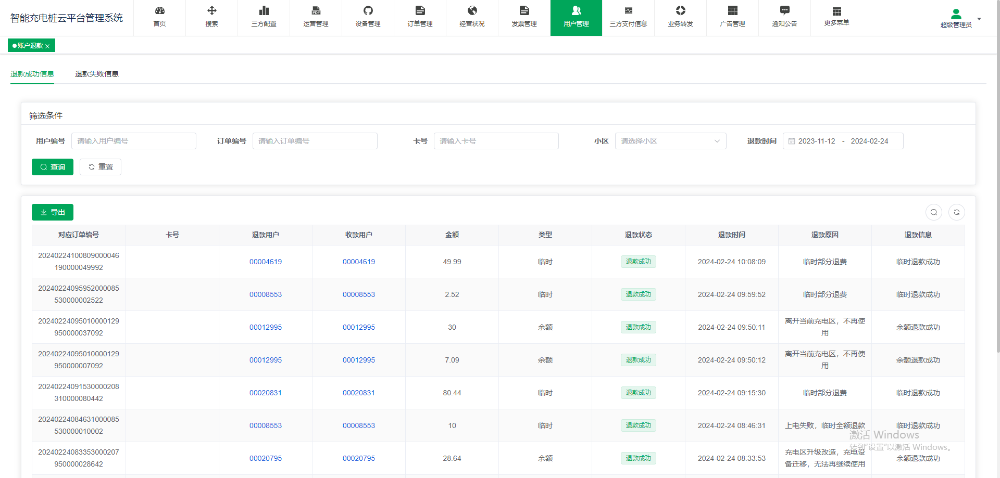 智能充电桩云平台管理系统
首页
搜索
三方配置
运营管理
设备管理
订单管理
经营状况
发票管理
用户管理
三方支付信息
业务转发
广告管理
通知公告
更多菜单
超级管理员
账户退款
退款成功信息
退款失败信息
筛选条件
用户编号 请输入用户编号
订单编号 请输入订单编号
卡号 请输入卡号
小区 请选择小区
退款时间 2023-11-12 - 2024-02-24
查询
重置
导出
对应订单编号 卡号 退款用户 收款用户 金额 类型 退款状态 退款时间 退款原因 退款信息
20240224100809000046
190000049992
00004619 00004619 49.99 临时 退款成功 2024-02-24 10:08:09 临时部分退费 临时退款成功
20240224095952000085
530000002522
00008553 00008553 2.52 临时 退款成功 2024-02-24 09:59:52 临时部分退费 临时退款成功
20240224095010000129
950000037092
00012995 00012995 30 余额 退款成功 2024-02-24 09:50:11
离开当前充电区，不再使
用
余额退款成功
20240224095010000129
950000007092
00012995 00012995 7.09 余额 退款成功 2024-02-24 09:50:12
离开当前充电区，不再使
用
余额退款成功
20240224091530000208
310000080442
00020831 00020831 80.44 临时 退款成功 2024-02-24 09:15:30 临时部分退费 临时退款成功
20240224084631000085
530000010002
00008553 00008553 10 临时 退款成功 2024-02-24 08:46:31 上电失败，临时全额退款 临时退款成功
20240224083353000207
950000028642
00020795 00020795 28.64 余额 退款成功 2024-02-24 08:33:53
充电区升级改造，充电设
备迁移，无法再继续使用
余额退款成功
激活 Windows
转到"设置"以激活 Windows。